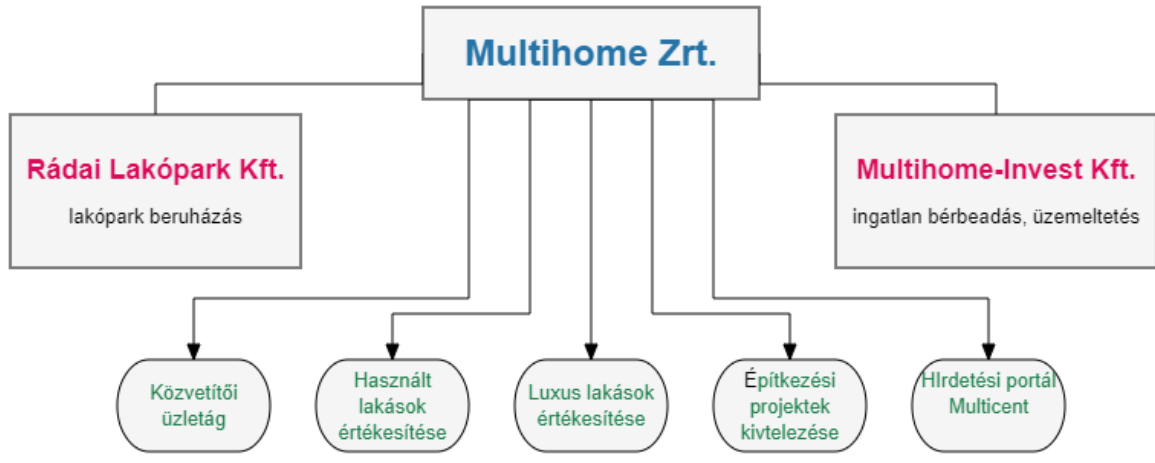 Multihome Zrt.
Rádai Lakópark Kft.
lakópark beruházás
Multihome-Invest Kft.
ingatlan bérbeadás, üzemeltetés
Közvetítői
üzletág
Használt
lakások
értékesítése
Luxus lakások
értékesítése
Építkezési
projektek
kivtelezése
HIrdetési portál
Multicent